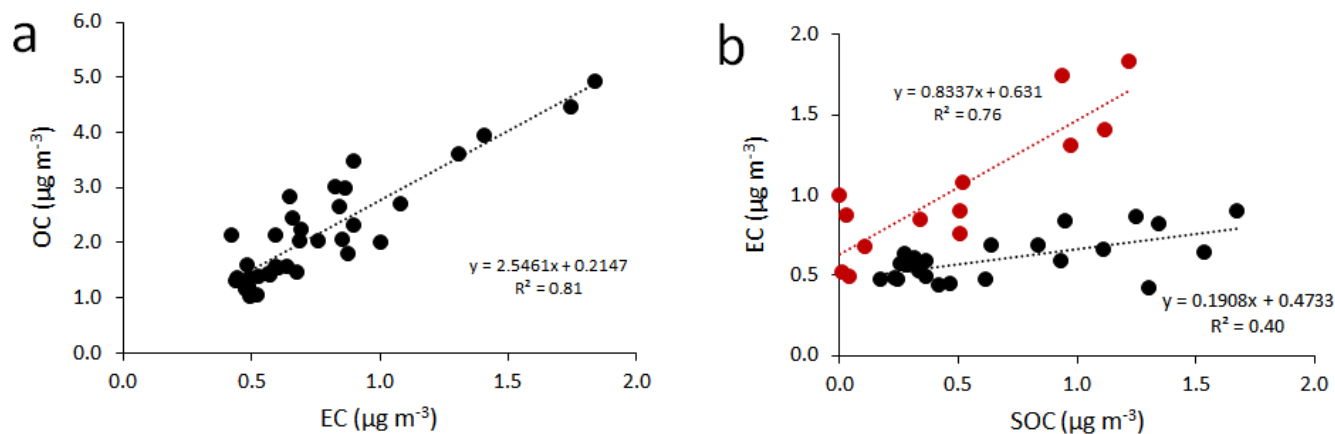 a
6.0
5.0
4.0
3.0
2.0
1.0
0.0
OC (µg m⁻³)
y = 2.5461x + 0.2147
R² = 0.81
0.0 0.5 1.0 1.5 2.0
EC (µg m⁻³)
b
2.0
1.5
1.0
0.5
0.0
EC (µg m⁻³)
y = 0.8337x + 0.631
R² = 0.76
y = 0.1908x + 0.4733
R² = 0.40
0.0 0.5 1.0 1.5 2.0
SOC (µg m⁻³)